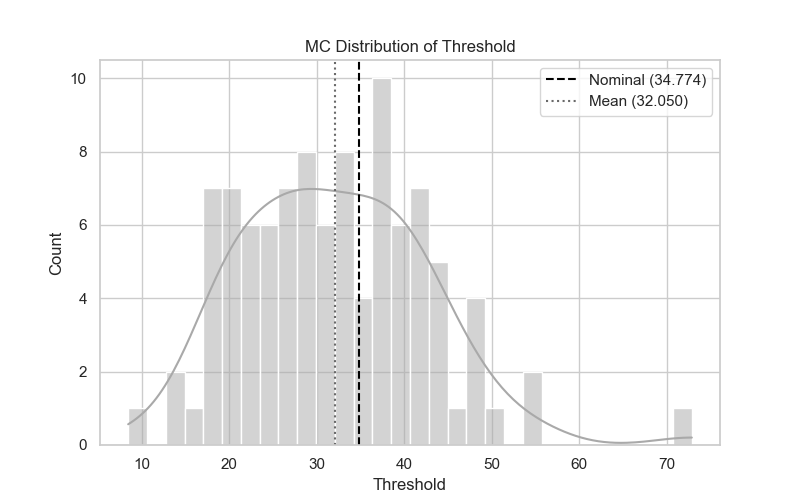 MC Distribution of Threshold
Nominal (34.774)
Mean (32.050)
Count
10
8
6
4
2
0
10 20 30 40 50 60 70
Threshold